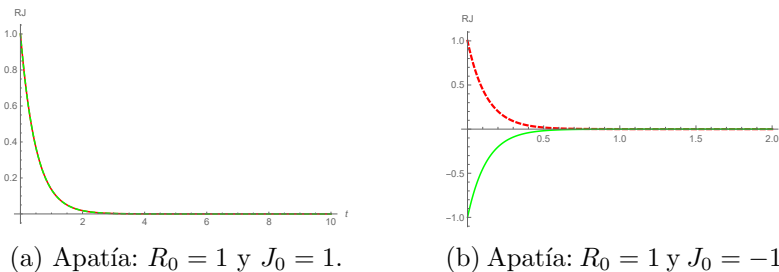 RJ
1.0
0.8
0.6
0.4
0.2
2 4 6 8 10 t
(a) Apatía: R₀ = 1 y J₀ = 1.
RJ
1.0
0.5
0.5 1.0 1.5 2.0
−0.5
−1.0
(b) Apatía: R₀ = 1 y J₀ = −1